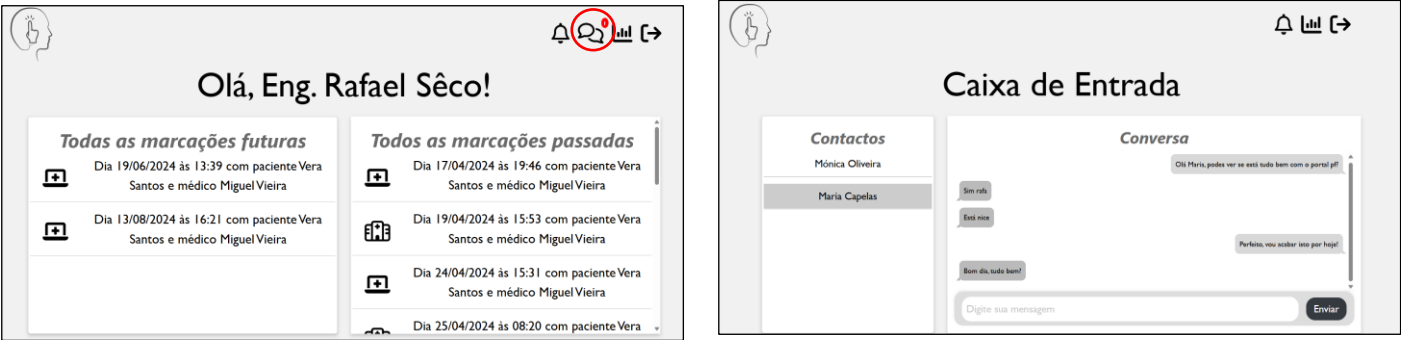 Olá, Eng. Rafael Sêco!
Todas as marcações futuras
Dia 19/06/2024 às 13:39 com paciente Vera
Santos e médico Miguel Vieira
Dia 13/08/2024 às 16:21 com paciente Vera
Santos e médico Miguel Vieira
Todos as marcações passadas
Dia 17/04/2024 às 19:46 com paciente Vera
Santos e médico Miguel Vieira
Dia 19/04/2024 às 15:53 com paciente Vera
Santos e médico Miguel Vieira
Dia 24/04/2024 às 15:31 com paciente Vera
Santos e médico Miguel Vieira
Dia 25/04/2024 às 08:20 com paciente Vera
Caixa de Entrada
Contactos
Mónica Oliveira
Maria Capelas
Conversa
Olá Maria, podes ver se está tudo bem com o portal pf?
Sim rafa
Está nice
Perfeito, vou acabar isto por hoje!
Bom dia, tudo bem?
Digite sua mensagem
Enviar